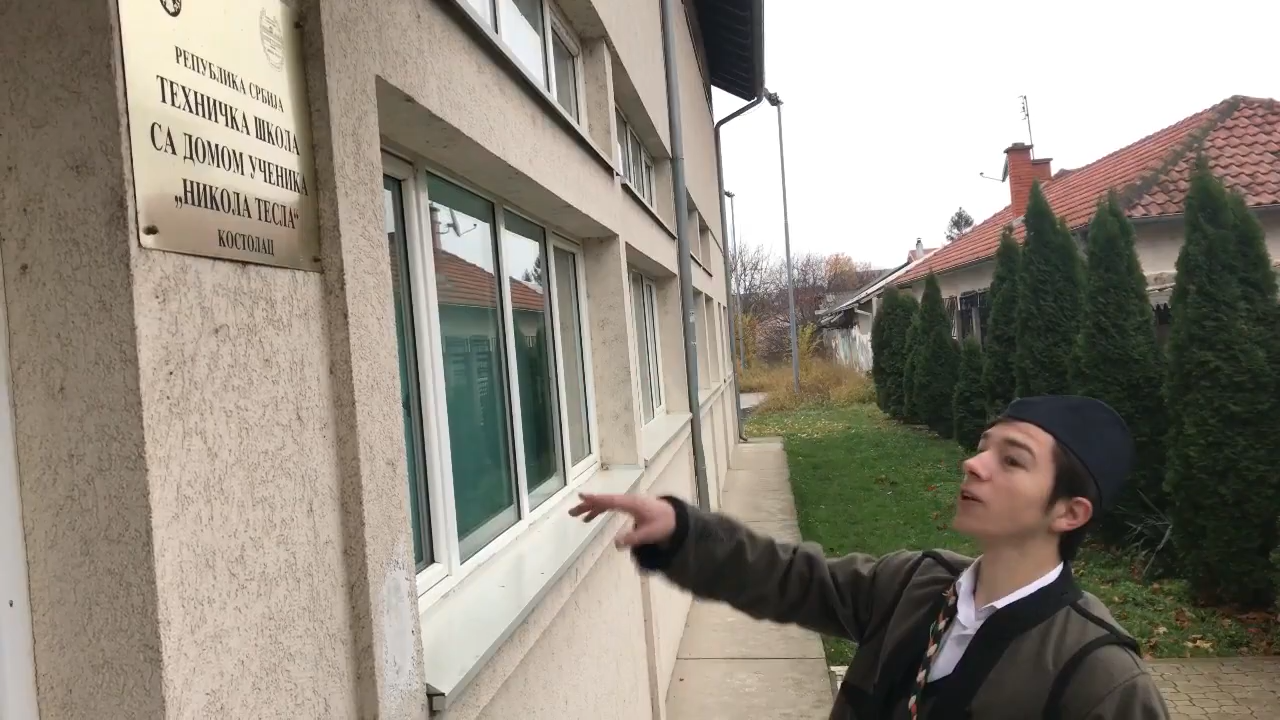 РЕПУБЛИКА СРБИЈА
ТЕХНИЧКА ШКОЛА
СА ДОМОМ УЧЕНИКА
„НИКОЛА ТЕСЛА“
КОСТОЛАЦ